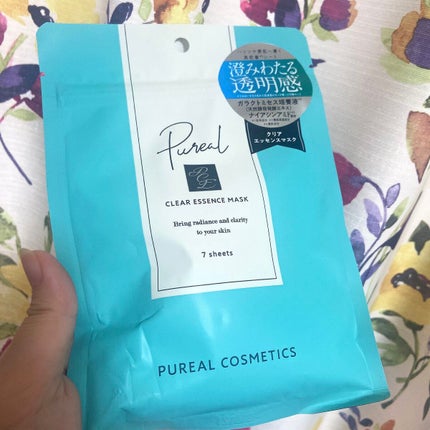 澄みわたる
透明感
ガラクトミセス培養液
ナイアシンアミド
クリア
エッセンスマスク
Pureal
CLEAR ESSENCE MASK
Bring radiance and clarity
to your skin
7 sheets
PUREAL COSMETICS